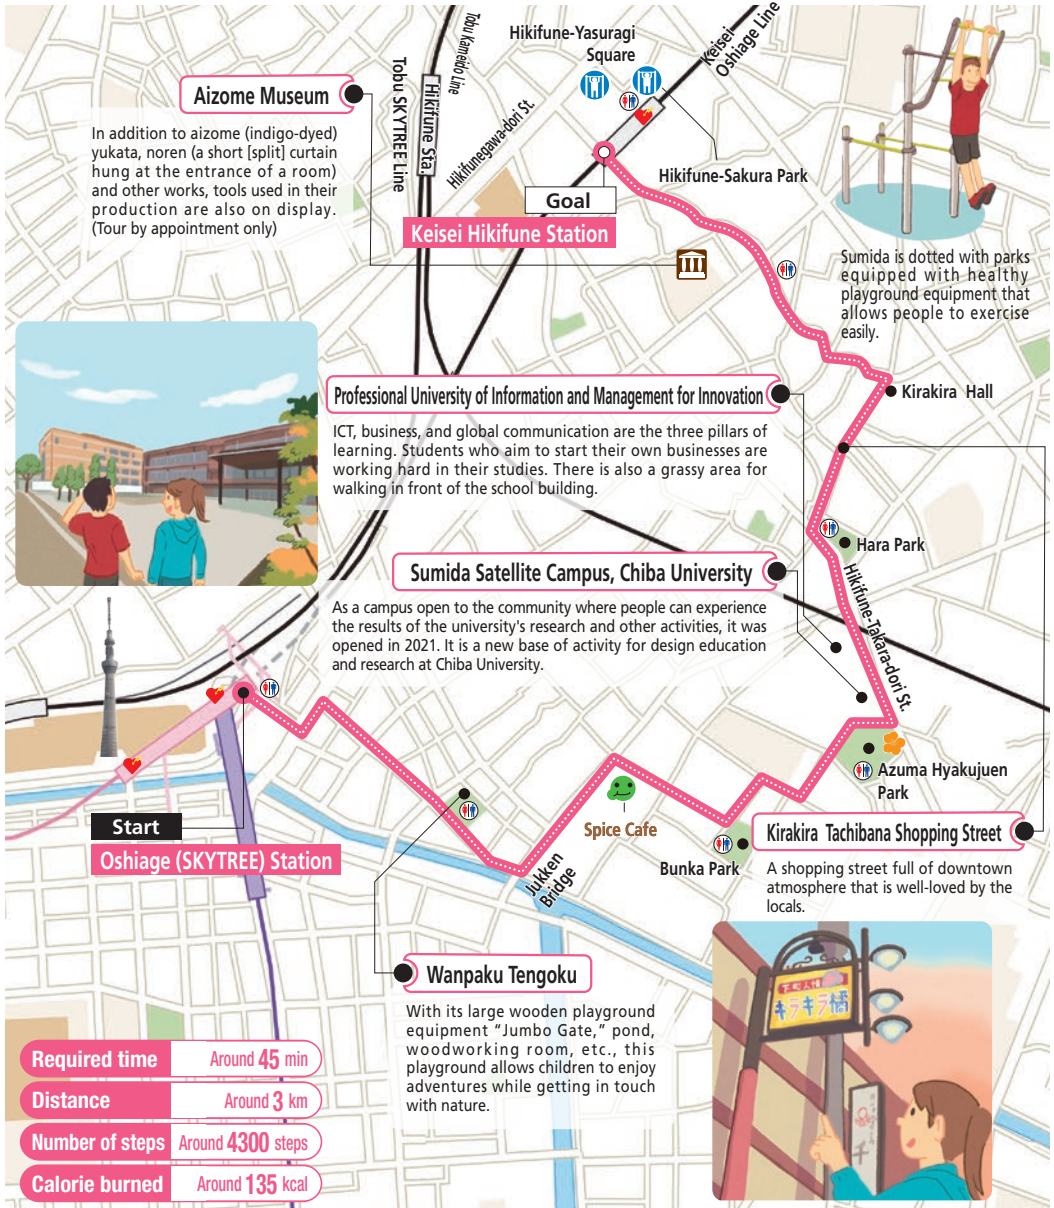 Tobu Kameido Line
Hikifune-Yasuragi
Square
Keisei
Oshiage Line
Tobu SKYTREE Line
Hikifune Sta.
Hikifunegawa-dori St.
Hikifune-Sakura Park
Aizome Museum
In addition to aizome (indigo-dyed)
yukata, noren (a short [split] curtain
hung at the entrance of a room)
and other works, tools used in their
production are also on display.
(Tour by appointment only)
Goal
Keisei Hikifune Station
Sumida is dotted with parks
equipped with healthy
playground equipment that
allows people to exercise
easily.
Kirakira Hall
Professional University of Information and Management for Innovation
ICT, business, and global communication are the three pillars of
learning. Students who aim to start their own businesses are
working hard in their studies. There is also a grassy area for
walking in front of the school building.
Hara Park
Hikifune-Takara-dori St.
Sumida Satellite Campus, Chiba University
As a campus open to the community where people can experience
the results of the university's research and other activities, it was
opened in 2021. It is a new base of activity for design education
and research at Chiba University.
Azuma Hyakujuen
Park
Start
Oshiage (SKYTREE) Station
Spice Cafe
Jukken
Bridge
Bunka Park
Kirakira Tachibana Shopping Street
A shopping street full of downtown
atmosphere that is well-loved by the
locals.
Wanpaku Tengoku
With its large wooden playground
equipment “Jumbo Gate,” pond,
woodworking room, etc., this
playground allows children to enjoy
adventures while getting in touch
with nature.
下町人情
キラキラ橘
Required time Around 45 min
Distance Around 3 km
Number of steps Around 4300 steps
Calorie burned Around 135 kcal